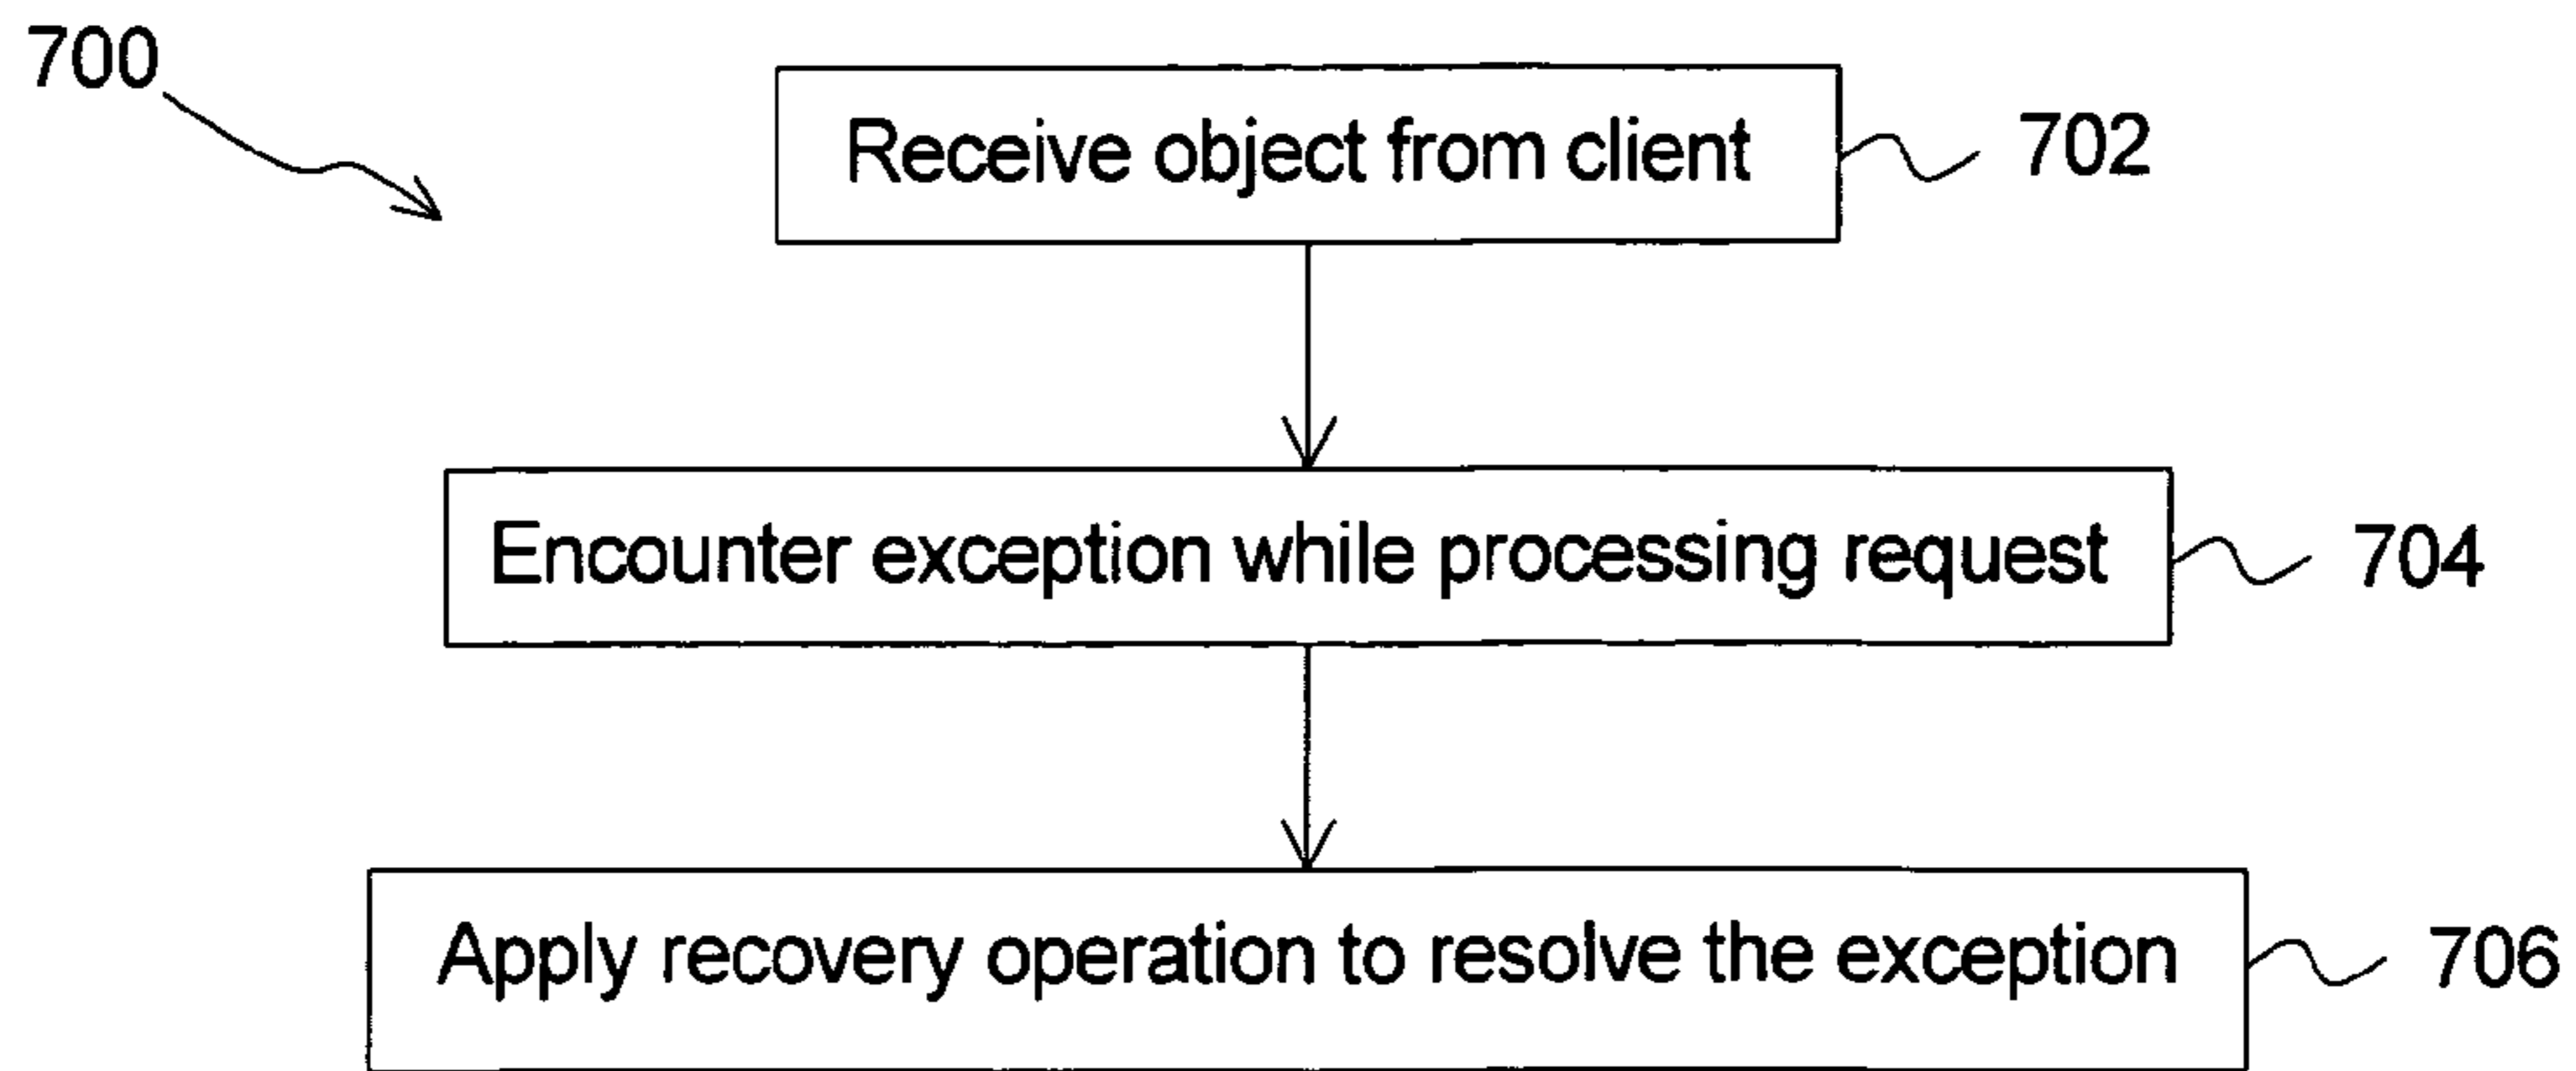 700
Receive object from client
702
Encounter exception while processing request
704
Apply recovery operation to resolve the exception
706